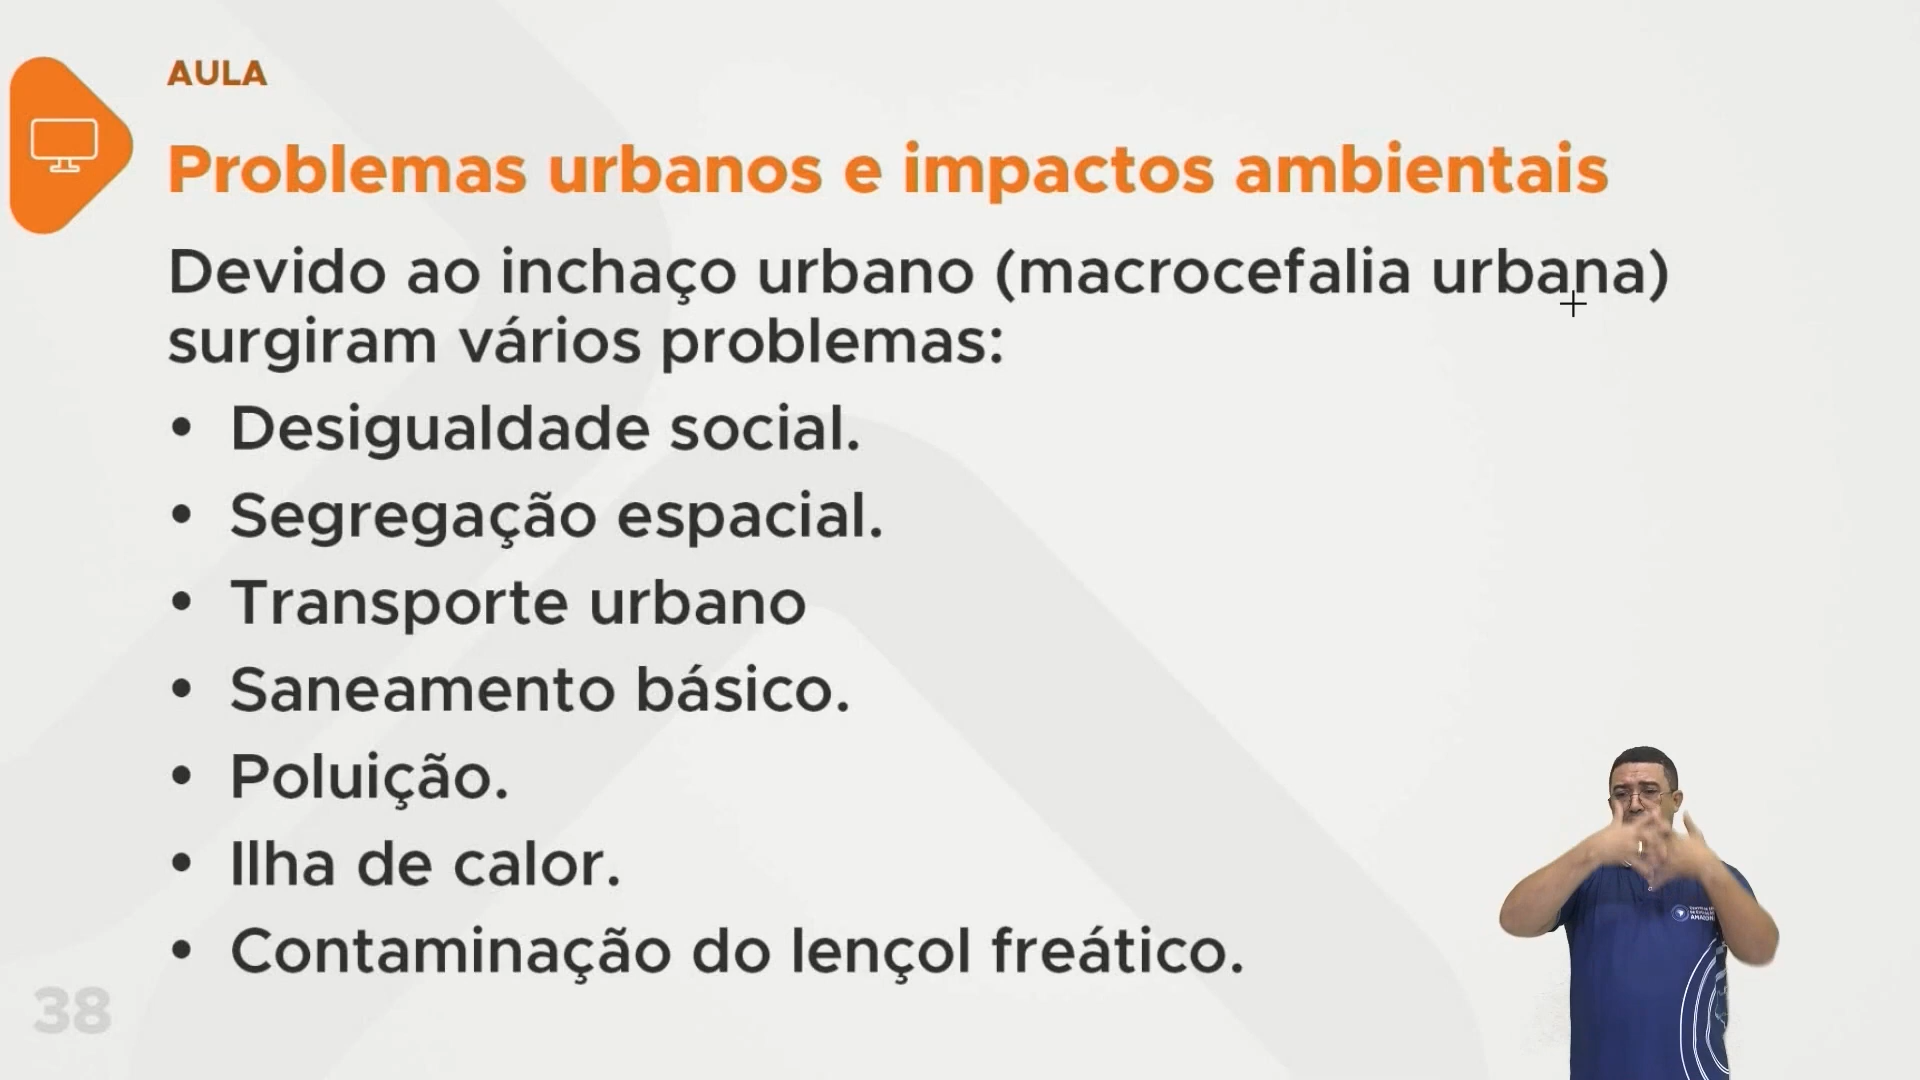 AULA
Problemas urbanos e impactos ambientais
Devido ao inchaço urbano (macrocefalia urbana)
surgiram vários problemas:
• Desigualdade social.
• Segregação espacial.
• Transporte urbano
• Saneamento básico.
• Poluição.
• Ilha de calor.
• Contaminação do lençol freático.
38